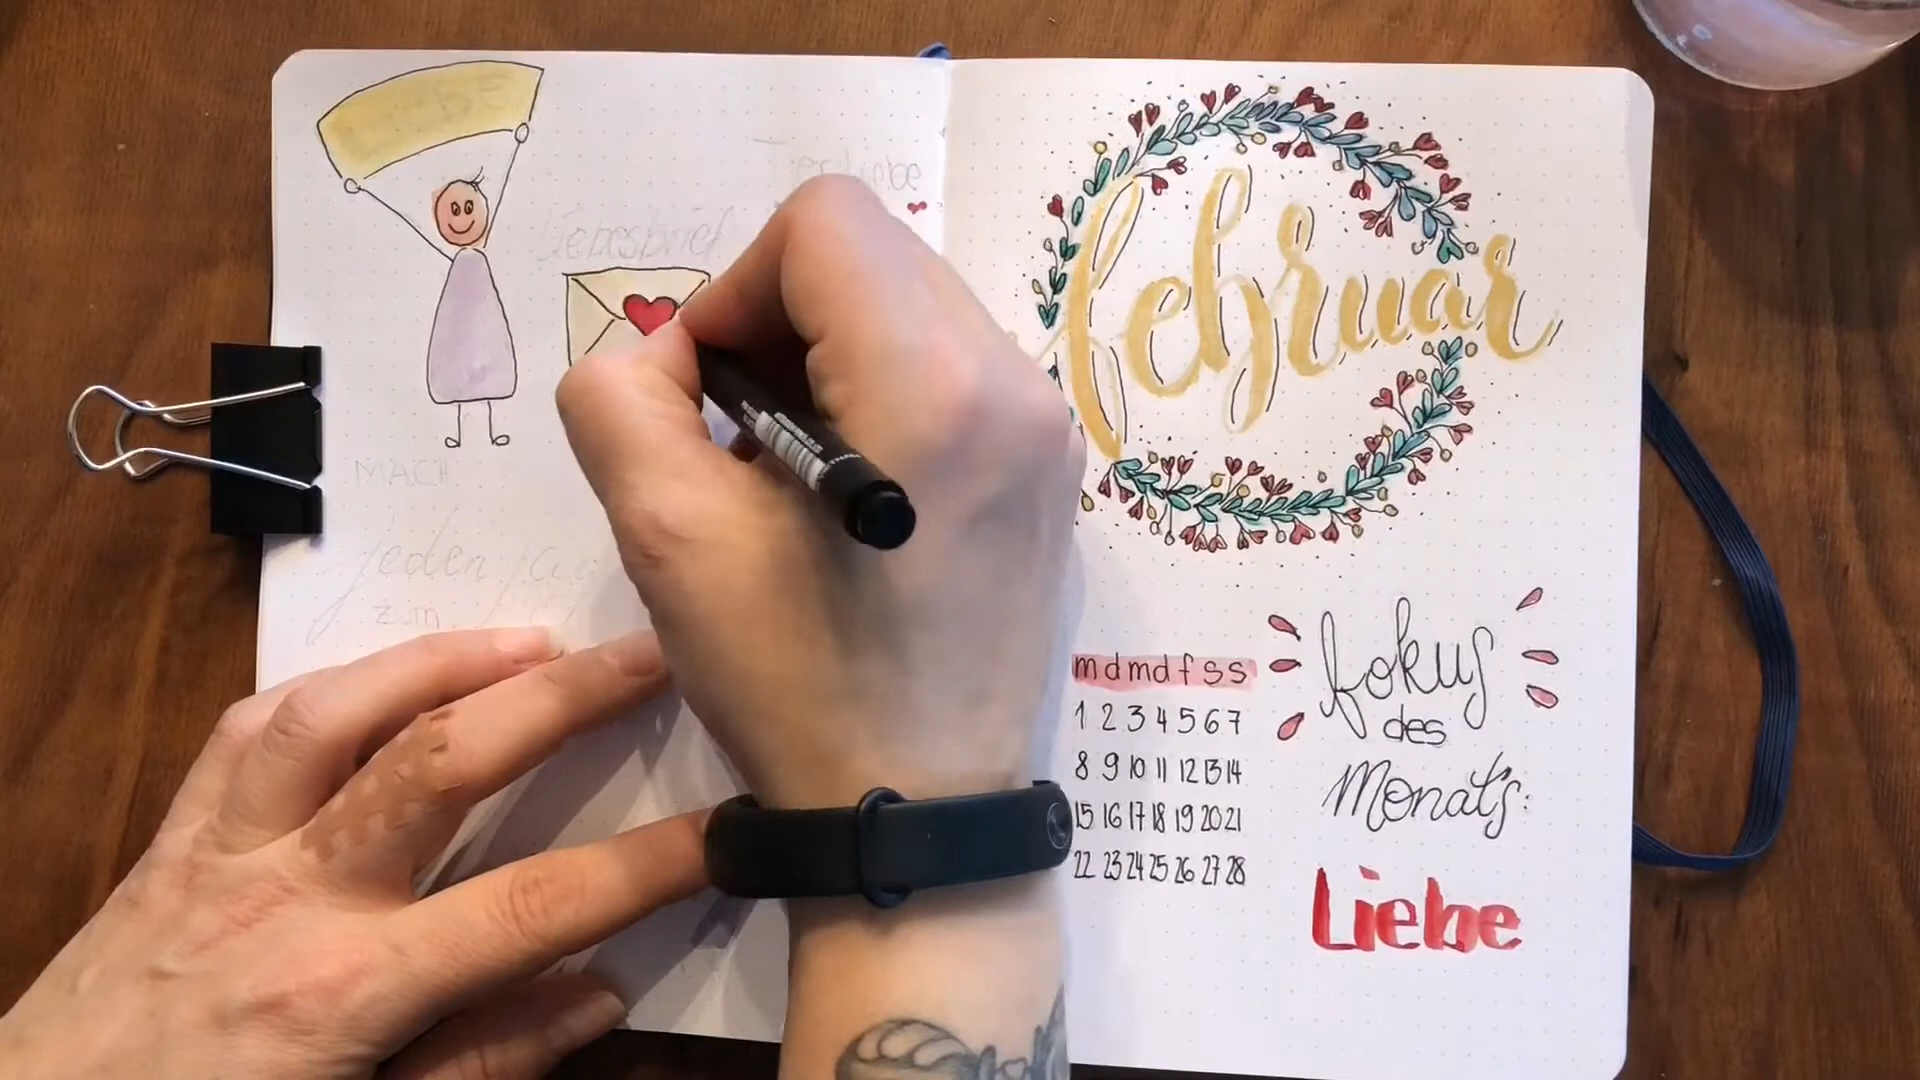 Liebe
Tierliebe
Liebesbrief
MACH
jeden Tag
zum
februar
m d m d f s s
1 2 3 4 5 6 7
8 9 10 11 12 13 14
15 16 17 18 19 20 21
22 23 24 25 26 27 28
fokus
des
Monats:
Liebe